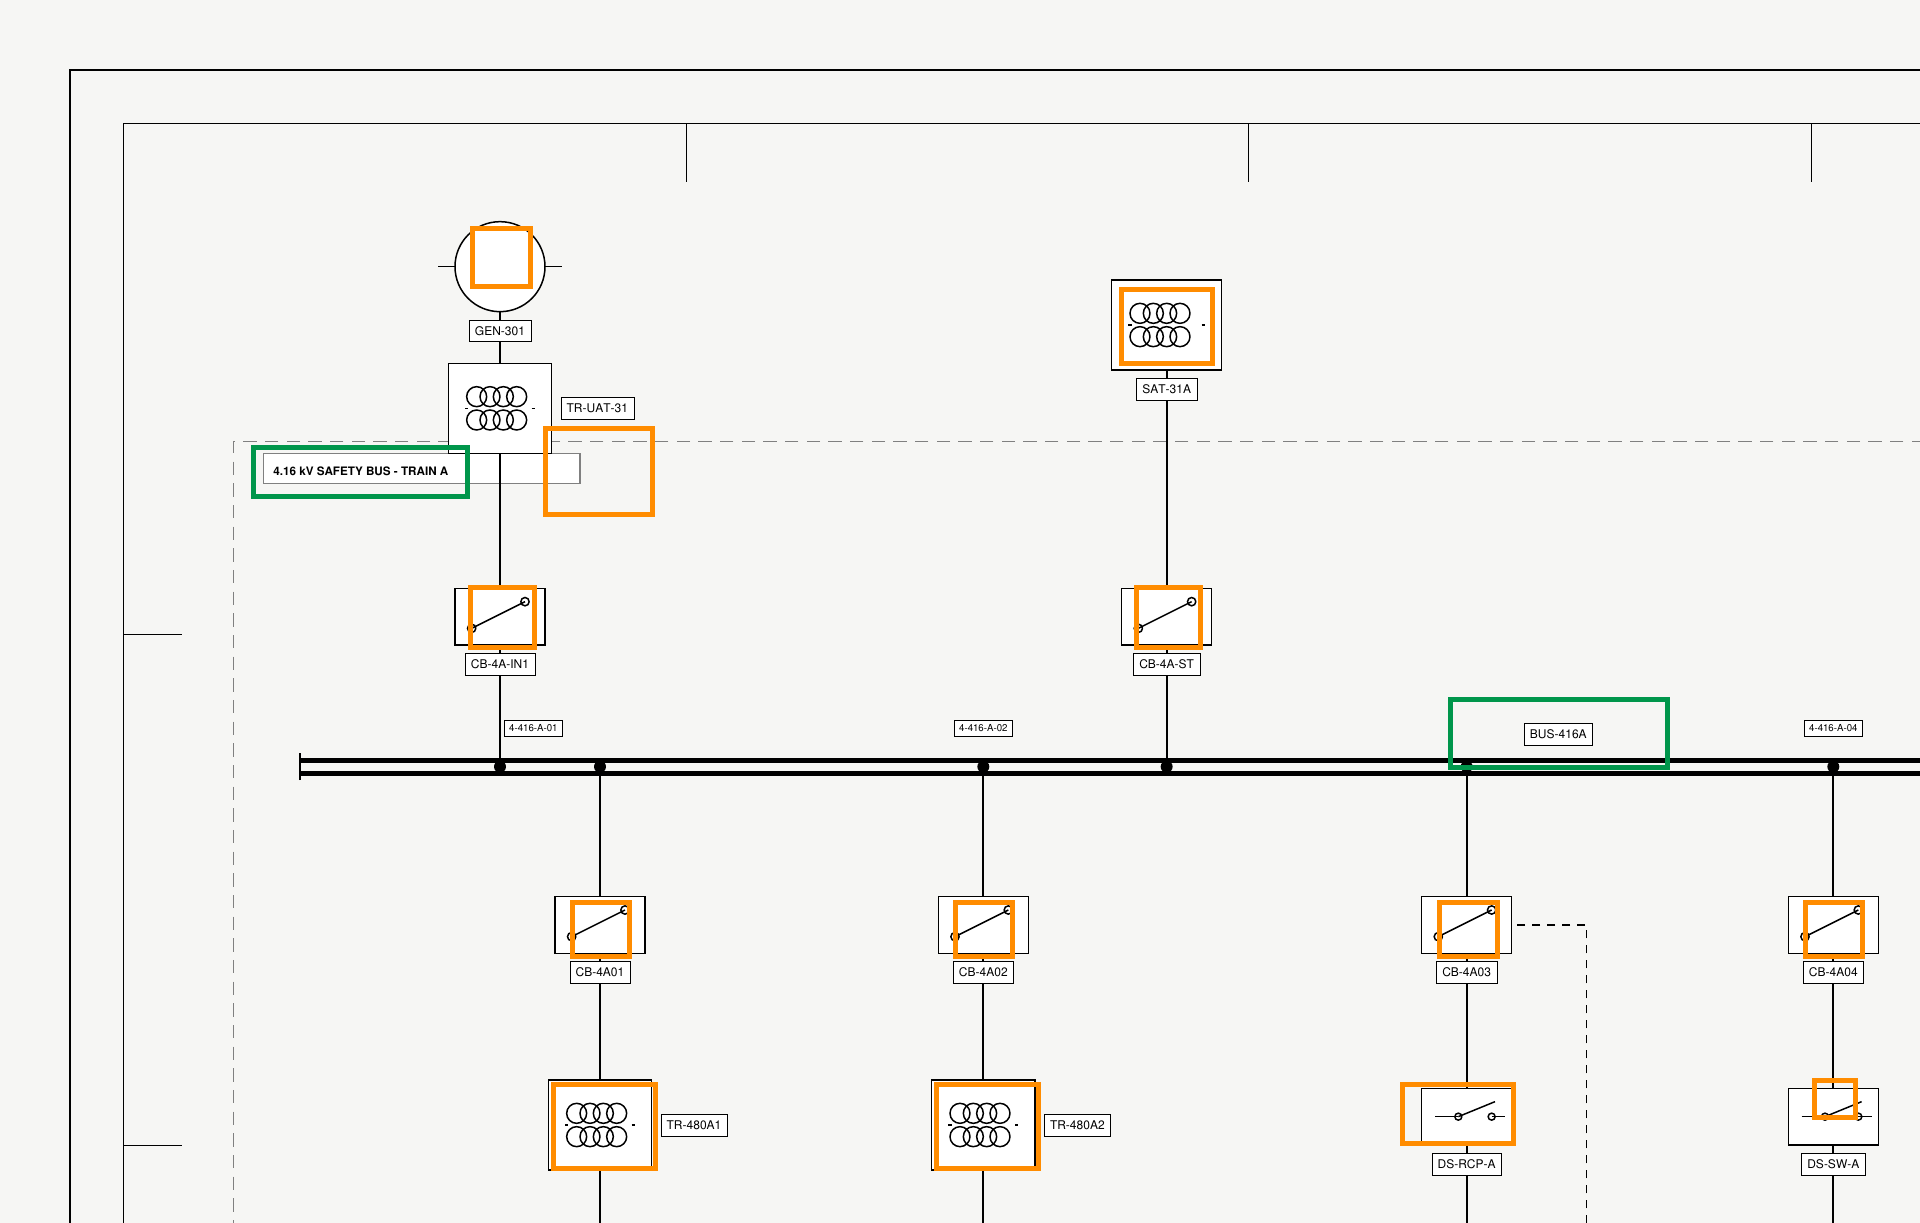 GEN-301
SAT-31A
TR-UAT-31
4.16 kV SAFETY BUS - TRAIN A
CB-4A-IN1
CB-4A-ST
4-416-A-01
4-416-A-02
BUS-416A
4-416-A-04
CB-4A01
CB-4A02
CB-4A03
CB-4A04
TR-480A1
TR-480A2
DS-RCP-A
DS-SW-A